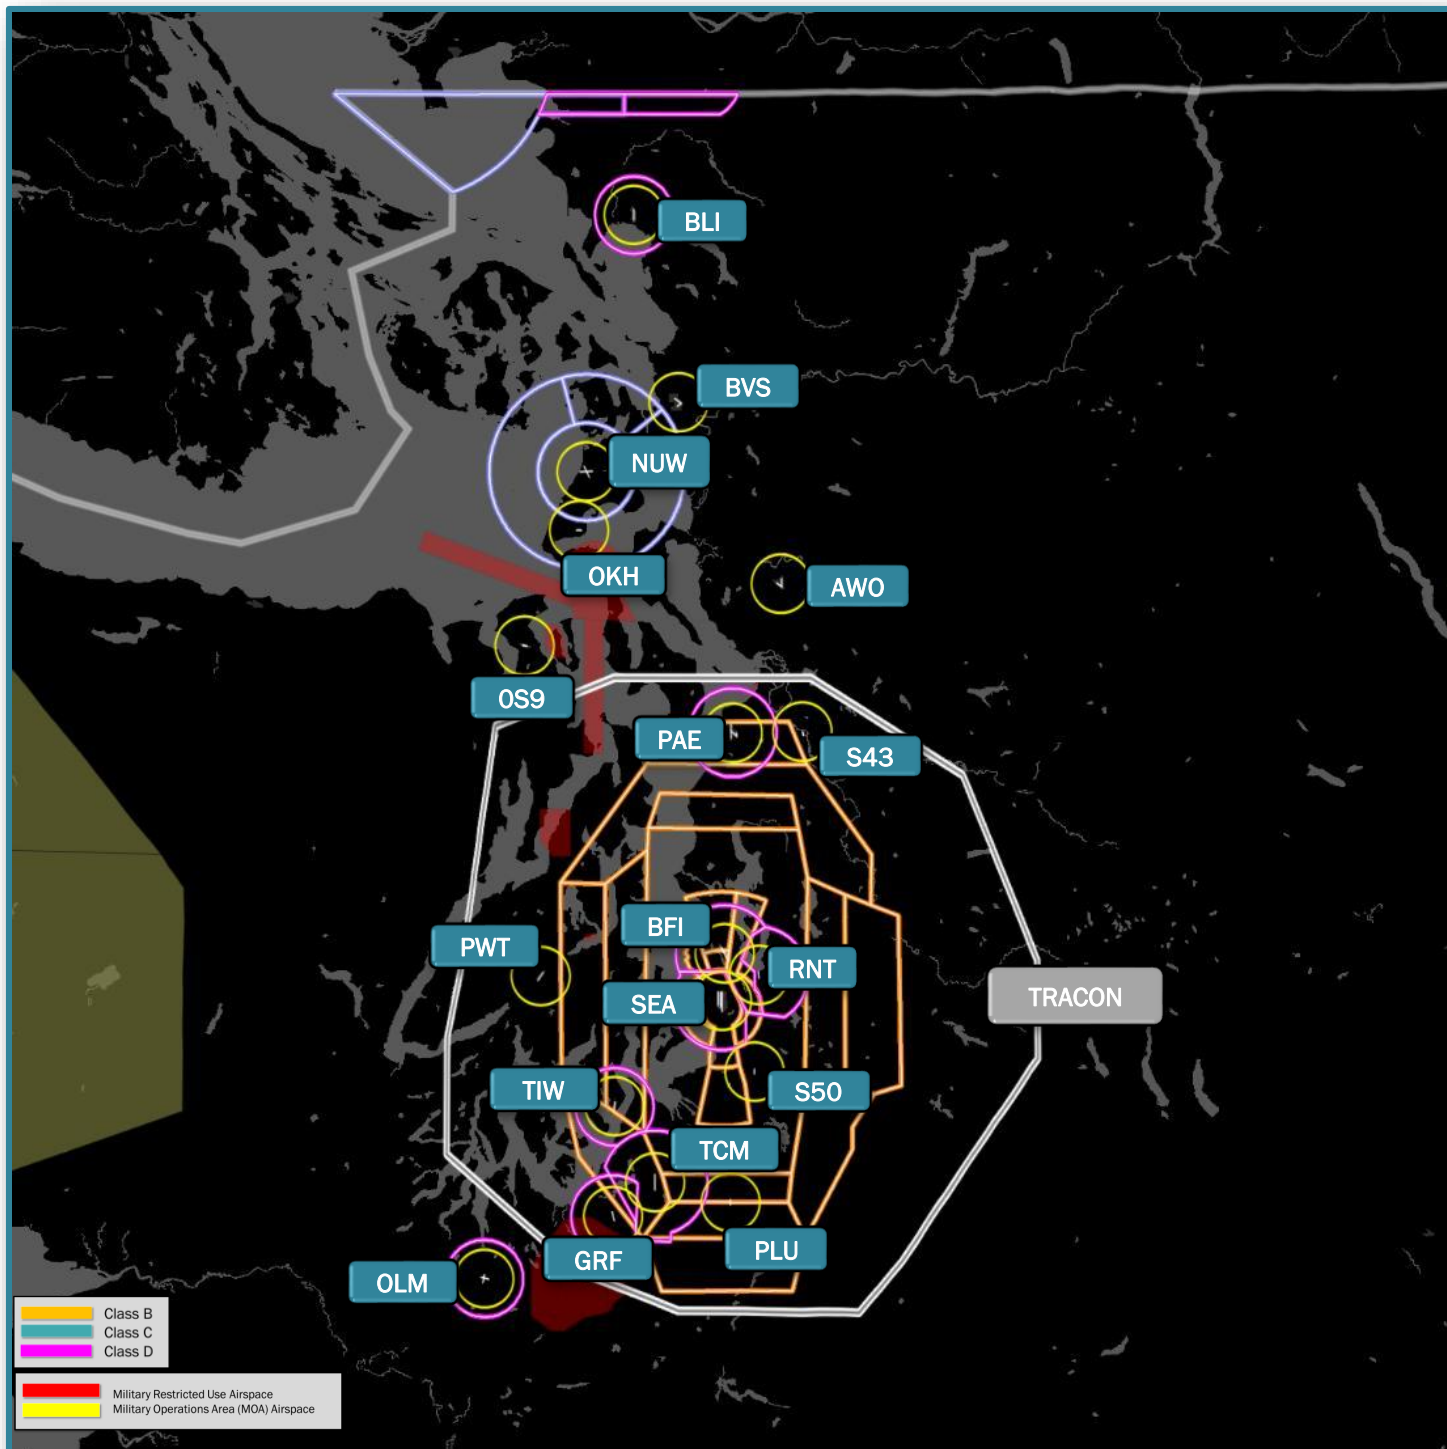 BLI
BVS
NUW
OKH
AWO
0S9
PAE
S43
BFI
PWT
RNT
SEA
TRACON
TIW
S50
TCM
PLU
GRF
OLM
Class B
Class C
Class D
Military Restricted Use Airspace
Military Operations Area (MOA) Airspace